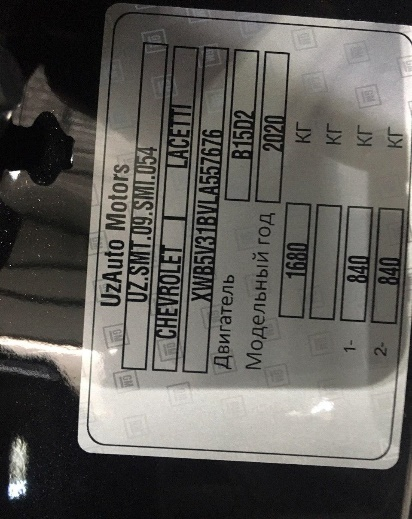 UzAuto Motors
UZ.SMT.09.SMI.054
CHEVROLET | LACETTI
XWB5V31BVLA557676
Двигатель B15D2
Модельный год 2020
1680 КГ
КГ
1- 840 КГ
2- 840 КГ